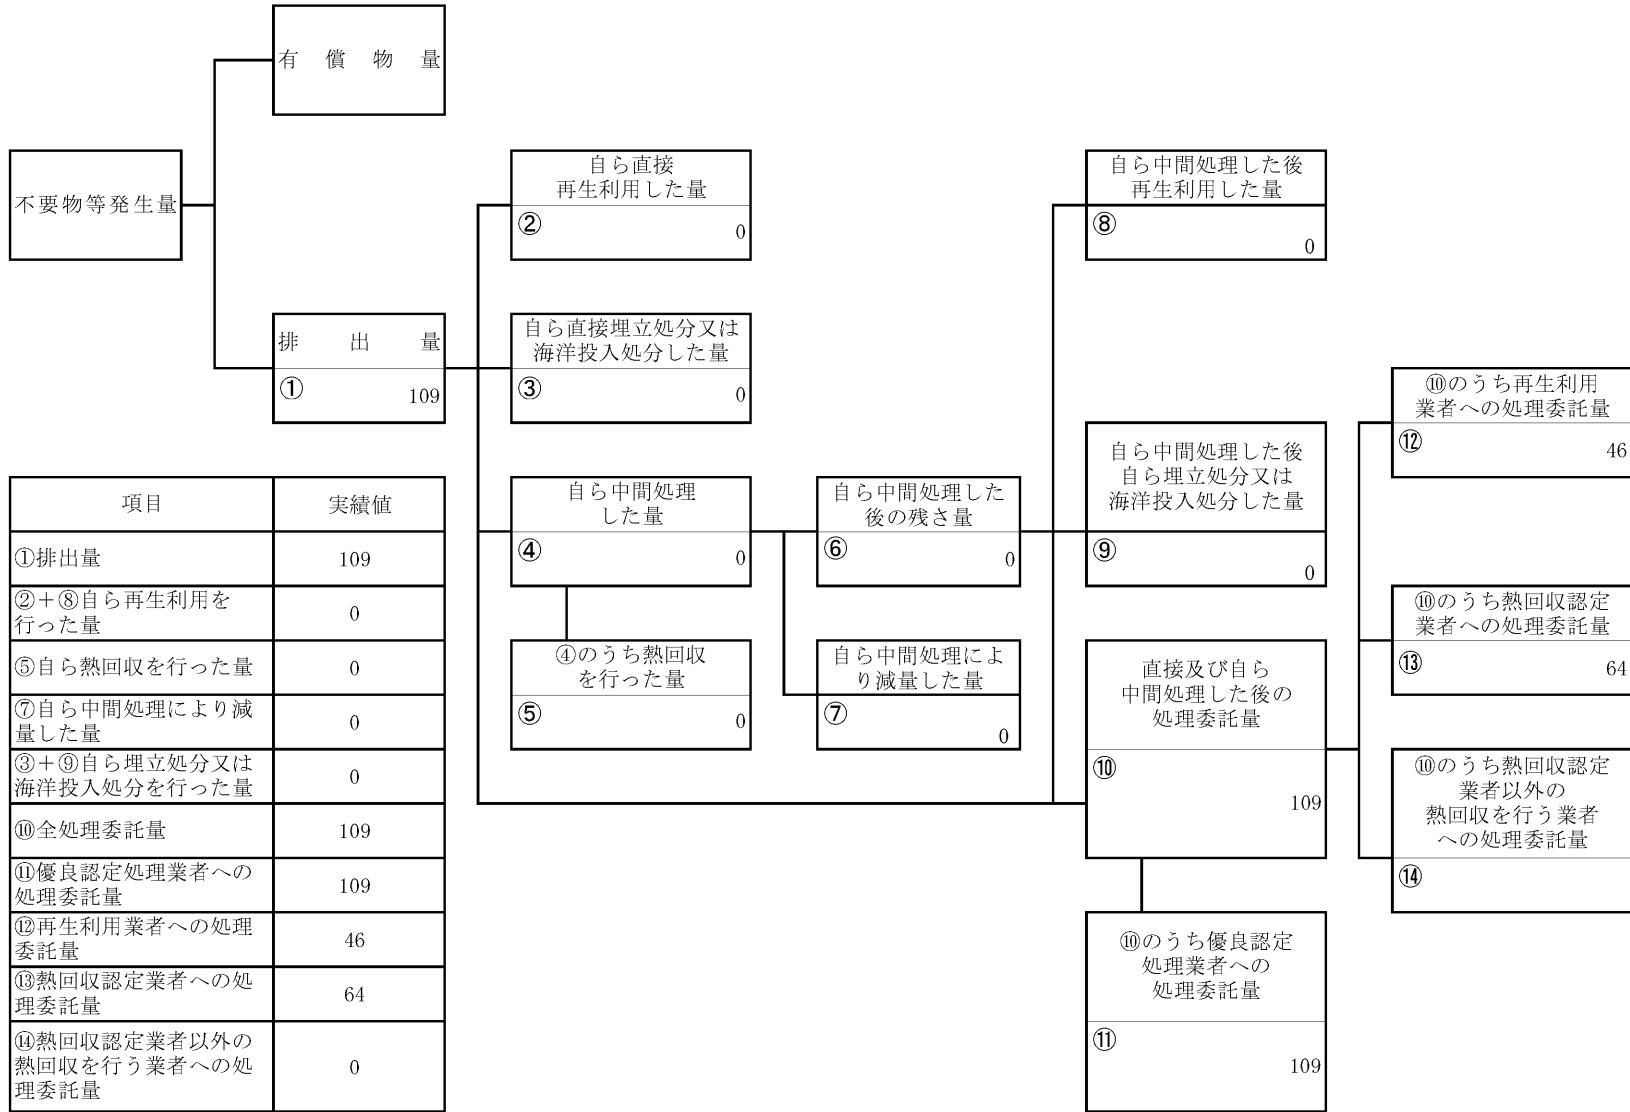 有償物量
不要物等発生量
排出量
①
109
自ら直接
再生利用した量
②
0
自ら直接埋立処分又は
海洋投入処分した量
③
0
自ら中間処理
した量
④
0
④のうち熱回収
を行った量
⑤
0
自ら中間処理した
後の残さ量
⑥
0
自ら中間処理によ
り減量した量
⑦
0
自ら中間処理した後
再生利用した量
⑧
0
自ら中間処理した後
自ら埋立処分又は
海洋投入処分した量
⑨
0
直接及び自ら
中間処理した後の
処理委託量
⑩
109
⑩のうち優良認定
処理業者への
処理委託量
⑪
109
⑩のうち再生利用
業者への処理委託量
⑫
46
⑩のうち熱回収認定
業者への処理委託量
⑬
64
⑩のうち熱回収認定
業者以外の
熱回収を行う業者
への処理委託量
⑭
項目 実績値
①排出量 109
②+⑧自ら再生利用を
行った量 0
⑤自ら熱回収を行った量 0
⑦自ら中間処理により減
量した量 0
③+⑨自ら埋立処分又は
海洋投入処分を行った量 0
⑩全処理委託量 109
⑪優良認定処理業者への
処理委託量 109
⑫再生利用業者への処理
委託量 46
⑬熱回収認定業者への処
理委託量 64
⑭熱回収認定業者以外の
熱回収を行う業者への処
理委託量 0